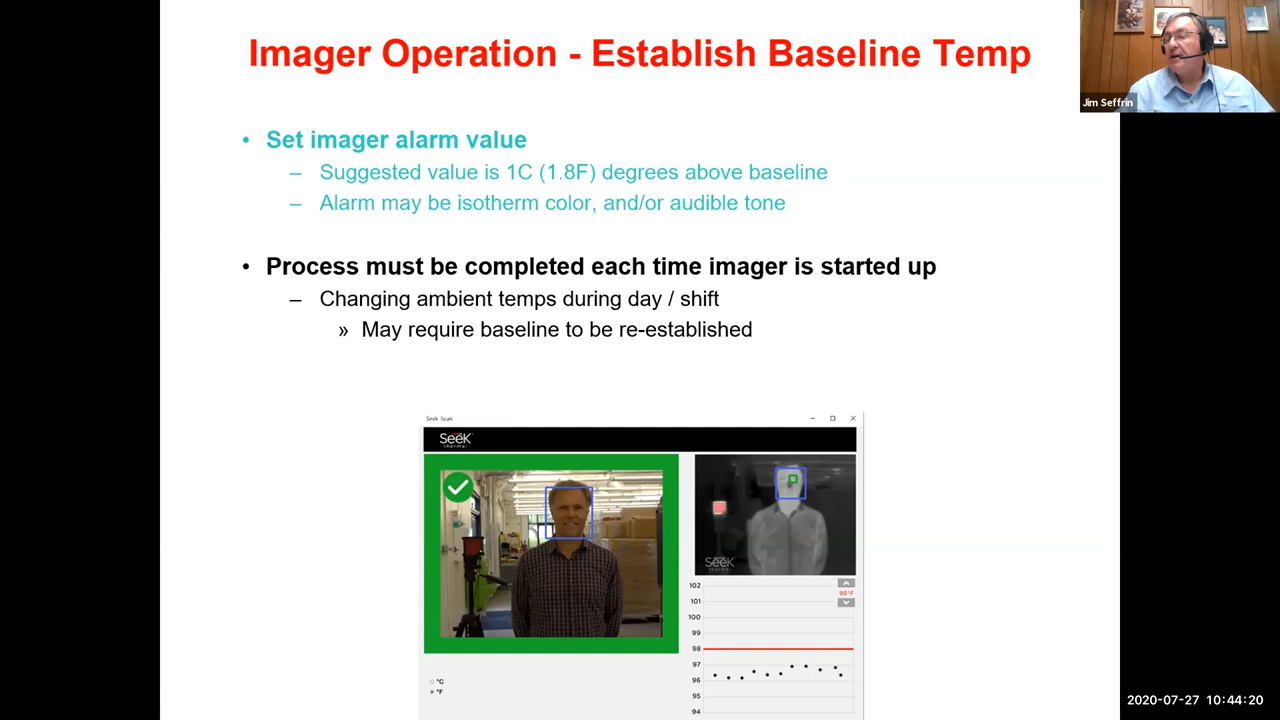 Imager Operation - Establish Baseline Temp
Jim Seffrin
• Set imager alarm value
– Suggested value is 1C (1.8F) degrees above baseline
– Alarm may be isotherm color, and/or audible tone
• Process must be completed each time imager is started up
– Changing ambient temps during day / shift
» May require baseline to be re-established
Seek Scan
Seek
thermal
Seek
thermal
102
98°F
101
100
99
98
97
96
95
94
°C
°F
2020-07-27 10:44:20